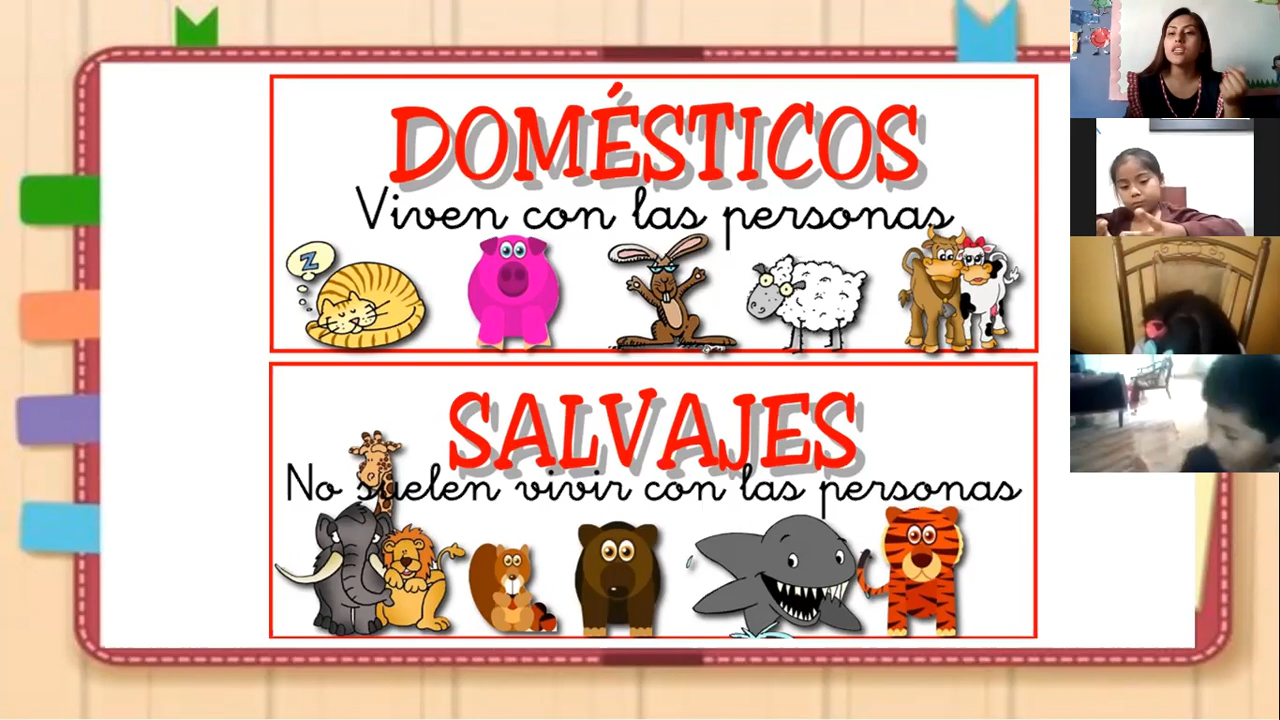 DOMÉSTICOS
Viven con las personas
Z
SALVAJES
No suelen vivir con las personas